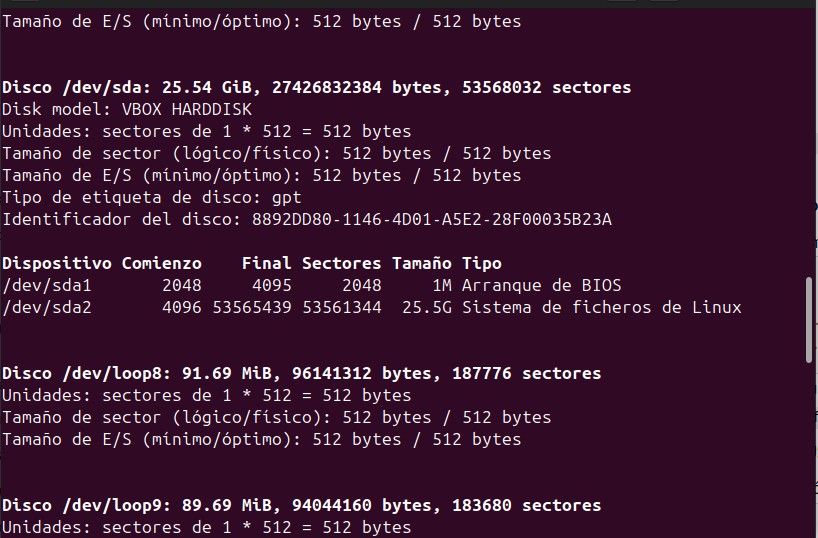 Tamaño de E/S (mínimo/óptimo): 512 bytes / 512 bytes
Disco /dev/sda: 25.54 GiB, 27426832384 bytes, 53568032 sectores
Disk model: VBOX HARDDISK
Unidades: sectores de 1 * 512 = 512 bytes
Tamaño de sector (lógico/físico): 512 bytes / 512 bytes
Tamaño de E/S (mínimo/óptimo): 512 bytes / 512 bytes
Tipo de etiqueta de disco: gpt
Identificador del disco: 8892DD80-1146-4D01-A5E2-28F00035B23A
Dispositivo Comienzo    Final Sectores Tamaño Tipo
/dev/sda1       2048     4095     2048     1M Arranque de BIOS
/dev/sda2       4096 53565439 53561344  25.5G Sistema de ficheros de Linux
Disco /dev/loop8: 91.69 MiB, 96141312 bytes, 187776 sectores
Unidades: sectores de 1 * 512 = 512 bytes
Tamaño de sector (lógico/físico): 512 bytes / 512 bytes
Tamaño de E/S (mínimo/óptimo): 512 bytes / 512 bytes
Disco /dev/loop9: 89.69 MiB, 94044160 bytes, 183680 sectores
Unidades: sectores de 1 * 512 = 512 bytes